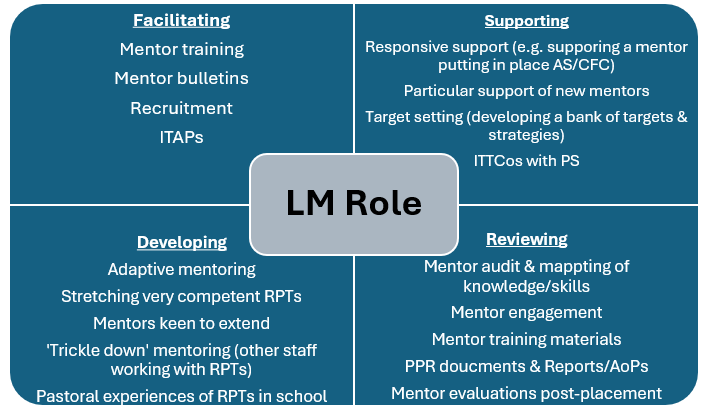 Facilitating
Mentor training
Mentor bulletins
Recruitment
ITAPs
Supporting
Responsive support (e.g. supporing a mentor
putting in place AS/CFC)
Particular support of new mentors
Target setting (developing a bank of targets &
strategies)
ITTCos with PS
LM Role
Developing
Adaptive mentoring
Stretching very competent RPTs
Mentors keen to extend
'Trickle down' mentoring (other staff
working with RPTs)
Pastoral experiences of RPTs in school
Reviewing
Mentor audit & mappting of
knowledge/skills
Mentor engagement
Mentor training materials
PPR doucments & Reports/AoPs
Mentor evaluations post-placement